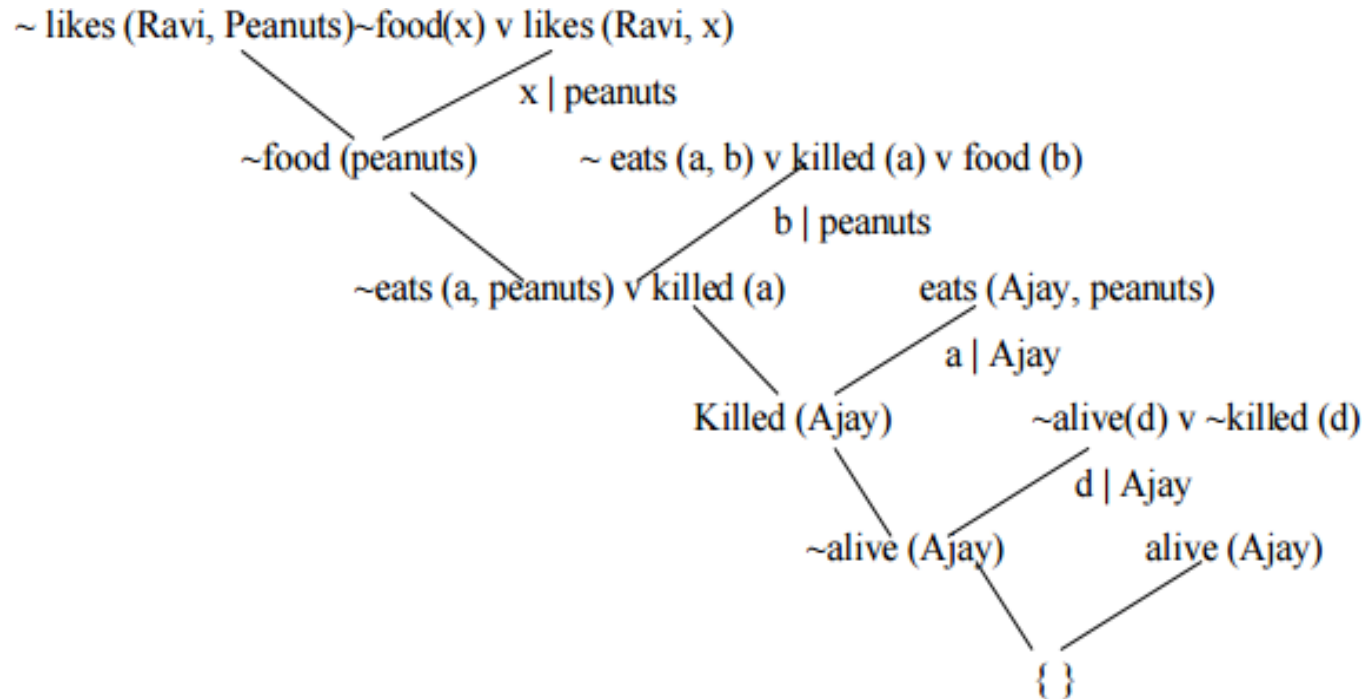 ~ likes (Ravi, Peanuts)~food(x) v likes (Ravi, x)
x | peanuts
~food (peanuts) ~ eats (a, b) v killed (a) v food (b)
b | peanuts
~eats (a, peanuts) v killed (a) eats (Ajay, peanuts)
a | Ajay
Killed (Ajay) ~alive(d) v ~killed (d)
d | Ajay
~alive (Ajay) alive (Ajay)
{ }